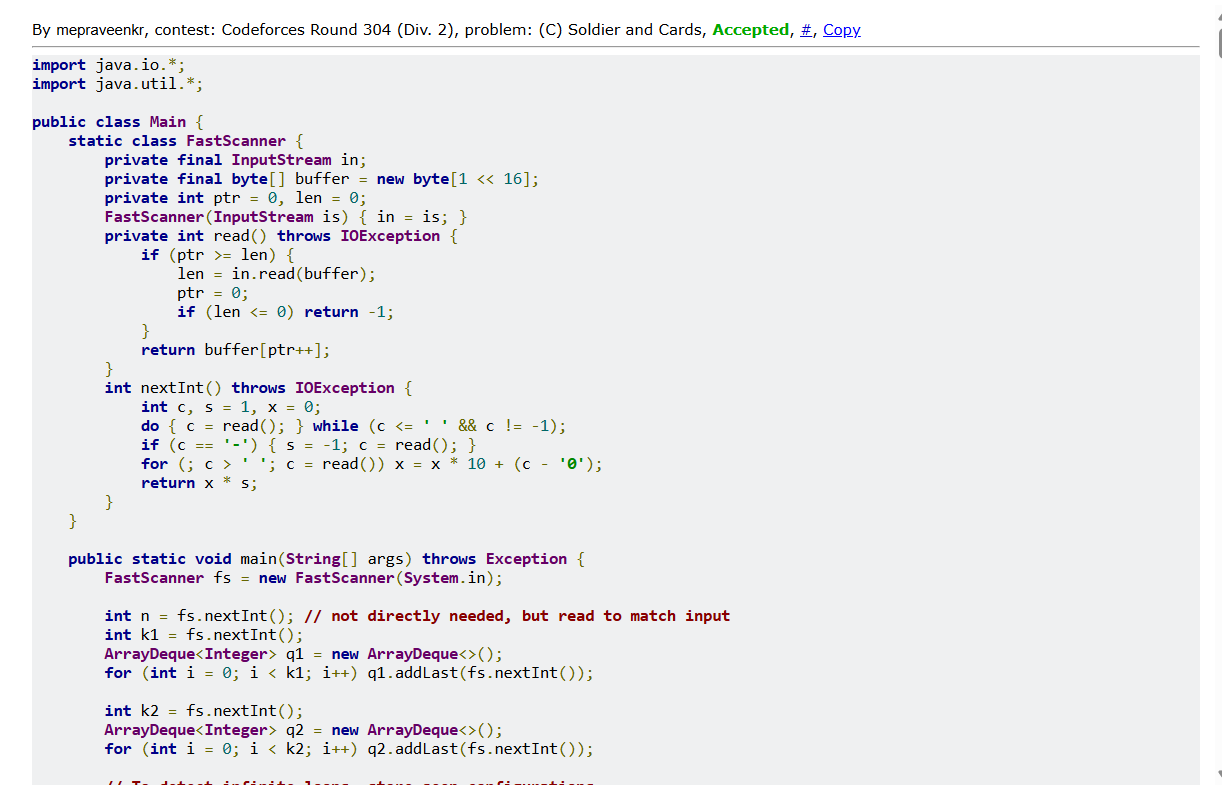 By mepraveenkr, contest: Codeforces Round 304 (Div. 2), problem: (C) Soldier and Cards, Accepted, #, Copy
import java.io.*;
import java.util.*;

public class Main {
    static class FastScanner {
        private final InputStream in;
        private final byte[] buffer = new byte[1 << 16];
        private int ptr = 0, len = 0;
        FastScanner(InputStream is) { in = is; }
        private int read() throws IOException {
            if (ptr >= len) {
                len = in.read(buffer);
                ptr = 0;
                if (len <= 0) return -1;
            }
            return buffer[ptr++];
        }
        int nextInt() throws IOException {
            int c, s = 1, x = 0;
            do { c = read(); } while (c <= ' ' && c != -1);
            if (c == '-') { s = -1; c = read(); }
            for (; c > ' '; c = read()) x = x * 10 + (c - '0');
            return x * s;
        }
    }

    public static void main(String[] args) throws Exception {
        FastScanner fs = new FastScanner(System.in);

        int n = fs.nextInt(); // not directly needed, but read to match input
        int k1 = fs.nextInt();
        ArrayDeque<Integer> q1 = new ArrayDeque<>();
        for (int i = 0; i < k1; i++) q1.addLast(fs.nextInt());

        int k2 = fs.nextInt();
        ArrayDeque<Integer> q2 = new ArrayDeque<>();
        for (int i = 0; i < k2; i++) q2.addLast(fs.nextInt());

        // To detect infinite loops, store seen configurations